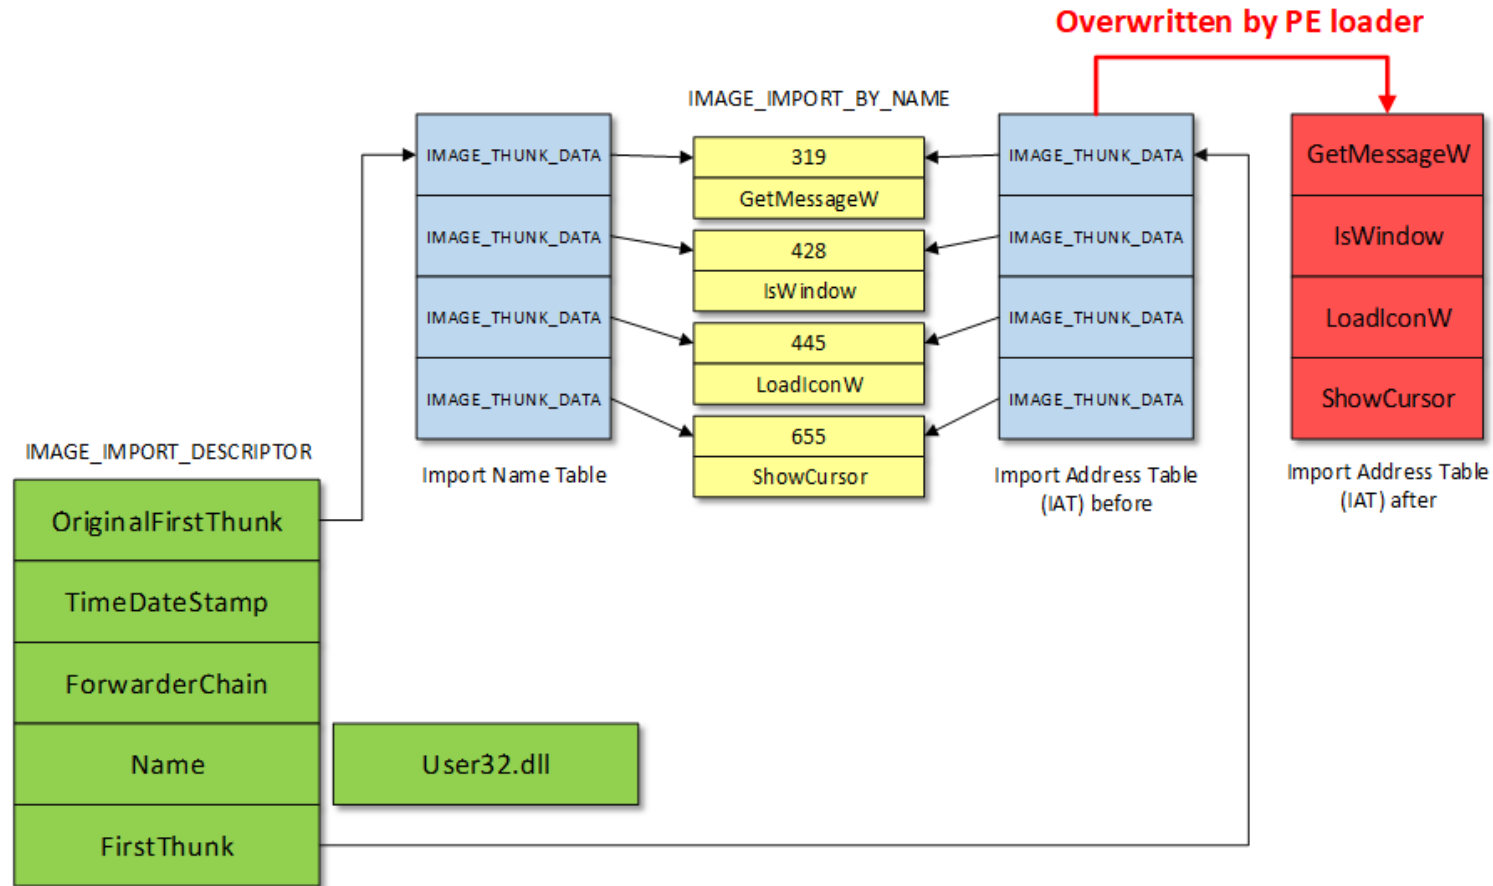 Overwritten by PE loader
IMAGE_IMPORT_BY_NAME
IMAGE_THUNK_DATA
IMAGE_THUNK_DATA
IMAGE_THUNK_DATA
IMAGE_THUNK_DATA
Import Name Table
319
GetMessageW
428
IsWindow
445
LoadIconW
655
ShowCursor
IMAGE_THUNK_DATA
IMAGE_THUNK_DATA
IMAGE_THUNK_DATA
IMAGE_THUNK_DATA
Import Address Table
(IAT) before
GetMessageW
IsWindow
LoadIconW
ShowCursor
Import Address Table
(IAT) after
IMAGE_IMPORT_DESCRIPTOR
OriginalFirstThunk
TimeDateStamp
ForwarderChain
Name
User32.dll
FirstThunk